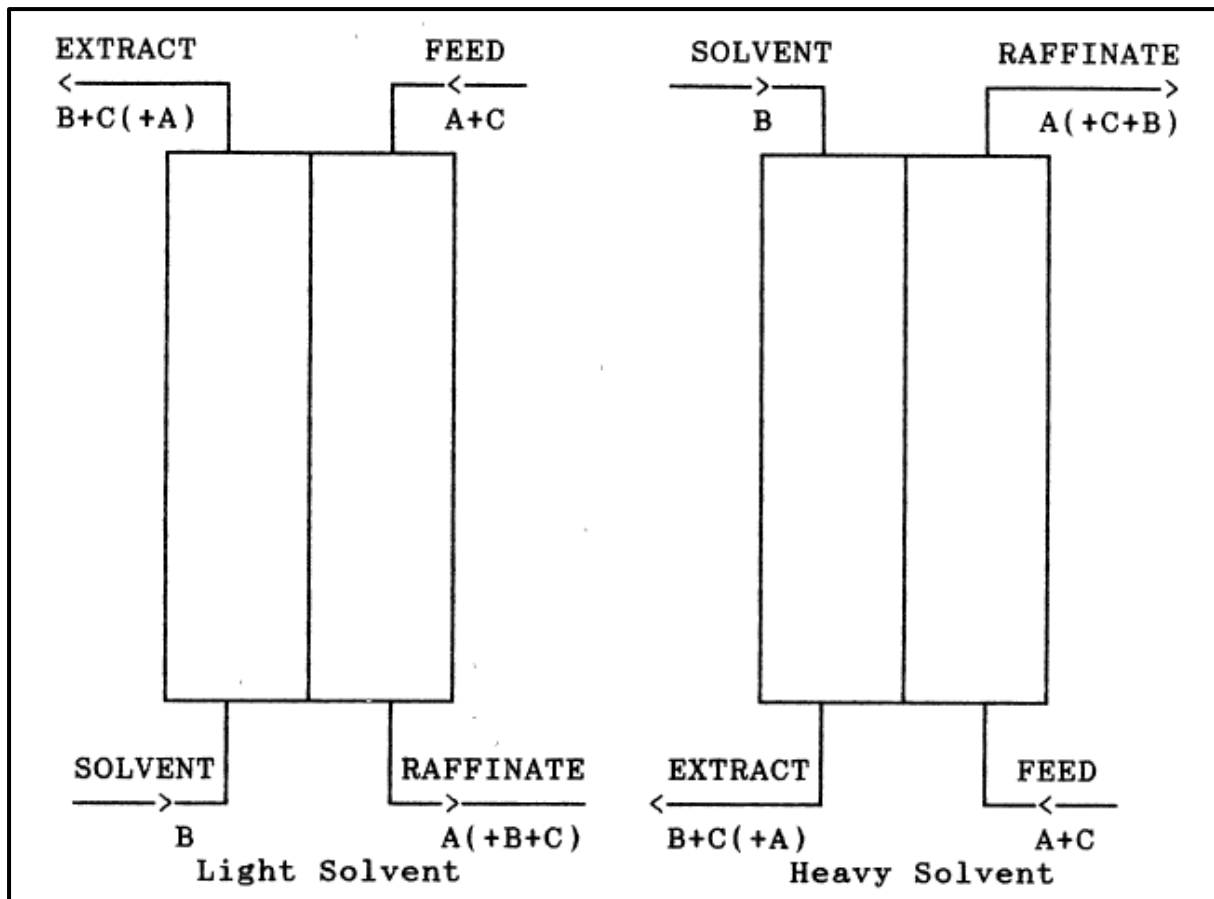 EXTRACT
B+C(+A)
FEED
A+C
SOLVENT
B
RAFFINATE
A(+B+C)
Light Solvent
SOLVENT
B
RAFFINATE
A(+C+B)
EXTRACT
B+C(+A)
FEED
A+C
Heavy Solvent